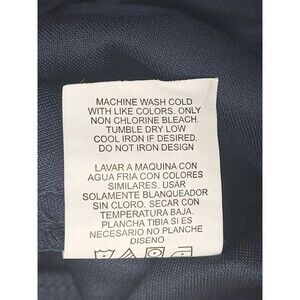 MACHINE WASH COLD
WITH LIKE COLORS. ONLY
NON CHLORINE BLEACH.
TUMBLE DRY LOW
COOL IRON IF DESIRED.
DO NOT IRON DESIGN
LAVAR A MAQUINA CON
AGUA FRIA CON COLORES
SIMILARES. USAR
SOLAMENTE BLANQUEADOR
SIN CLORO. SECAR CON
TEMPERATURA BAJA.
PLANCHA TIBIA SI ES
NECESARIO NO PLANCHE
DISENO